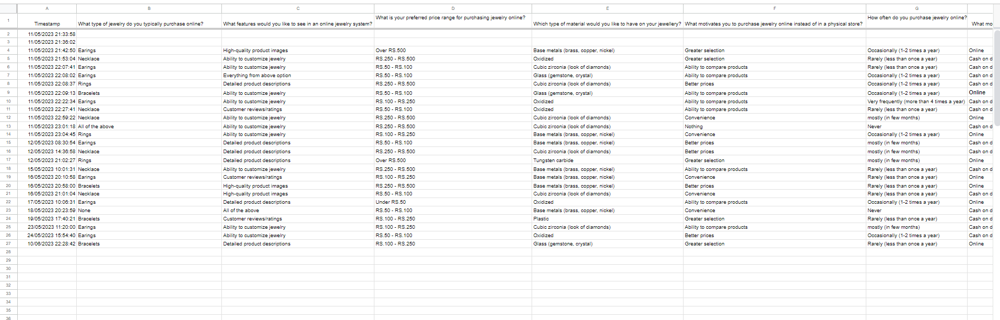 A B C D E F G
1 Timestamp What type of jewelry do you typically purchase online? What features would you like to see in an online jewelry system? What is your preferred price range for purchasing jewelry online? Which type of material would you like to have on your jewellery? What motivates you to purchase jewelry online instead of in a physical store? How often do you purchase jewelry online? What mo
2 11/05/2023 21:33:58
3 11/05/2023 21:36:02
4 11/05/2023 21:42:50 Earings High-quality product images Over RS.500 Base metals (brass, copper, nickel) Greater selection Occasionally (1-2 times a year) Online
5 11/05/2023 21:53:04 Necklace Ability to customize jewelry RS.250 - RS.500 Oxidized Greater selection Rarely (less than once a year) Cash on d
6 11/05/2023 22:07:41 Earings Ability to customize jewelry RS.50 - RS.100 Cubic zirconia (look of diamonds) Ability to compare products Rarely (less than once a year) Cash on d
7 11/05/2023 22:08:02 Earings Everything from above option RS.50 - RS.100 Glass (gemstone, crystal) Ability to compare products Occasionally (1-2 times a year) Cash on d
8 11/05/2023 22:08:37 Rings Detailed product descriptions RS.250 - RS.500 Cubic zirconia (look of diamonds) Better prices Occasionally (1-2 times a year) Cash on d
9 11/05/2023 22:09:13 Bracelets Ability to customize jewelry RS.50 - RS.100 Glass (gemstone, crystal) Ability to compare products Occasionally (1-2 times a year) Online
10 11/05/2023 22:22:34 Earings Ability to customize jewelry RS.100 - RS.250 Oxidized Ability to compare products Very frequently (more than 4 times a year) Cash on d
11 11/05/2023 22:27:41 Necklace Customer reviews/ratings RS.50 - RS.100 Oxidized Ability to compare products Rarely (less than once a year) Cash on d
12 11/05/2023 22:59:22 Necklace Ability to customize jewelry RS.250 - RS.500 Cubic zirconia (look of diamonds) Convenience mostly (in few months) Online
13 11/05/2023 23:01:18 All of the above Ability to customize jewelry RS.250 - RS.500 Cubic zirconia (look of diamonds) Nothing Never Cash on d
14 11/05/2023 23:04:45 Rings Ability to customize jewelry RS.100 - RS.250 Base metals (brass, copper, nickel) Convenience Occasionally (1-2 times a year) Online
15 12/05/2023 08:30:54 Earings Detailed product descriptions RS.50 - RS.100 Base metals (brass, copper, nickel) Better prices mostly (in few months) Cash on d
16 12/05/2023 14:36:58 Necklace Detailed product descriptions RS.250 - RS.500 Cubic zirconia (look of diamonds) Better prices mostly (in few months) Cash on d
17 12/05/2023 21:02:27 Rings Detailed product descriptions Over RS.500 Tungsten carbide Greater selection mostly (in few months) Online
18 15/05/2023 10:01:31 Necklace Ability to customize jewelry RS.250 - RS.500 Base metals (brass, copper, nickel) Ability to compare products Rarely (less than once a year) Cash on d
19 16/05/2023 20:10:58 Earings Customer reviews/ratings RS.100 - RS.250 Base metals (brass, copper, nickel) Convenience Rarely (less than once a year) Online
20 16/05/2023 20:58:00 Bracelets High-quality product images RS.250 - RS.500 Base metals (brass, copper, nickel) Better prices Rarely (less than once a year) Online
21 16/05/2023 21:01:04 Necklace High-quality product images RS.50 - RS.100 Cubic zirconia (look of diamonds) Convenience Rarely (less than once a year) Cash on d
22 17/05/2023 10:06:31 Earings Detailed product descriptions Under RS.50 Oxidized Ability to compare products Occasionally (1-2 times a year) Online
23 18/05/2023 20:23:59 None All of the above RS.50 - RS.100 Base metals (brass, copper, nickel) Convenience Never Cash on d
24 19/05/2023 17:40:21 Bracelets Customer reviews/ratings RS.100 - RS.250 Plastic Greater selection Rarely (less than once a year) Cash on d
25 23/05/2023 11:20:00 Earings Ability to customize jewelry RS.100 - RS.250 Cubic zirconia (look of diamonds) Ability to compare products mostly (in few months) Cash on d
26 24/05/2023 15:54:40 Earings Ability to customize jewelry RS.50 - RS.100 Oxidized Better prices Occasionally (1-2 times a year) Cash on d
27 10/06/2023 22:28:42 Bracelets Detailed product descriptions RS.100 - RS.250 Glass (gemstone, crystal) Greater selection Rarely (less than once a year) Online
28
29
30
31
32
33
34
35
36